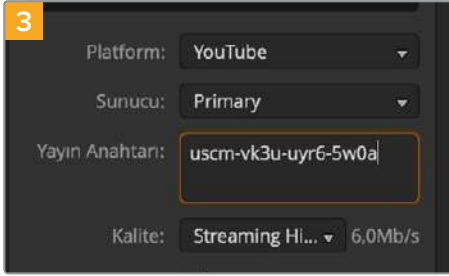 3
Platform: YouTube
Sunucu: Primary
Yayın Anahtarı: uscm-vk3u-uyr6-5w0a
Kalite: Streaming Hi... 6,0Mb/s